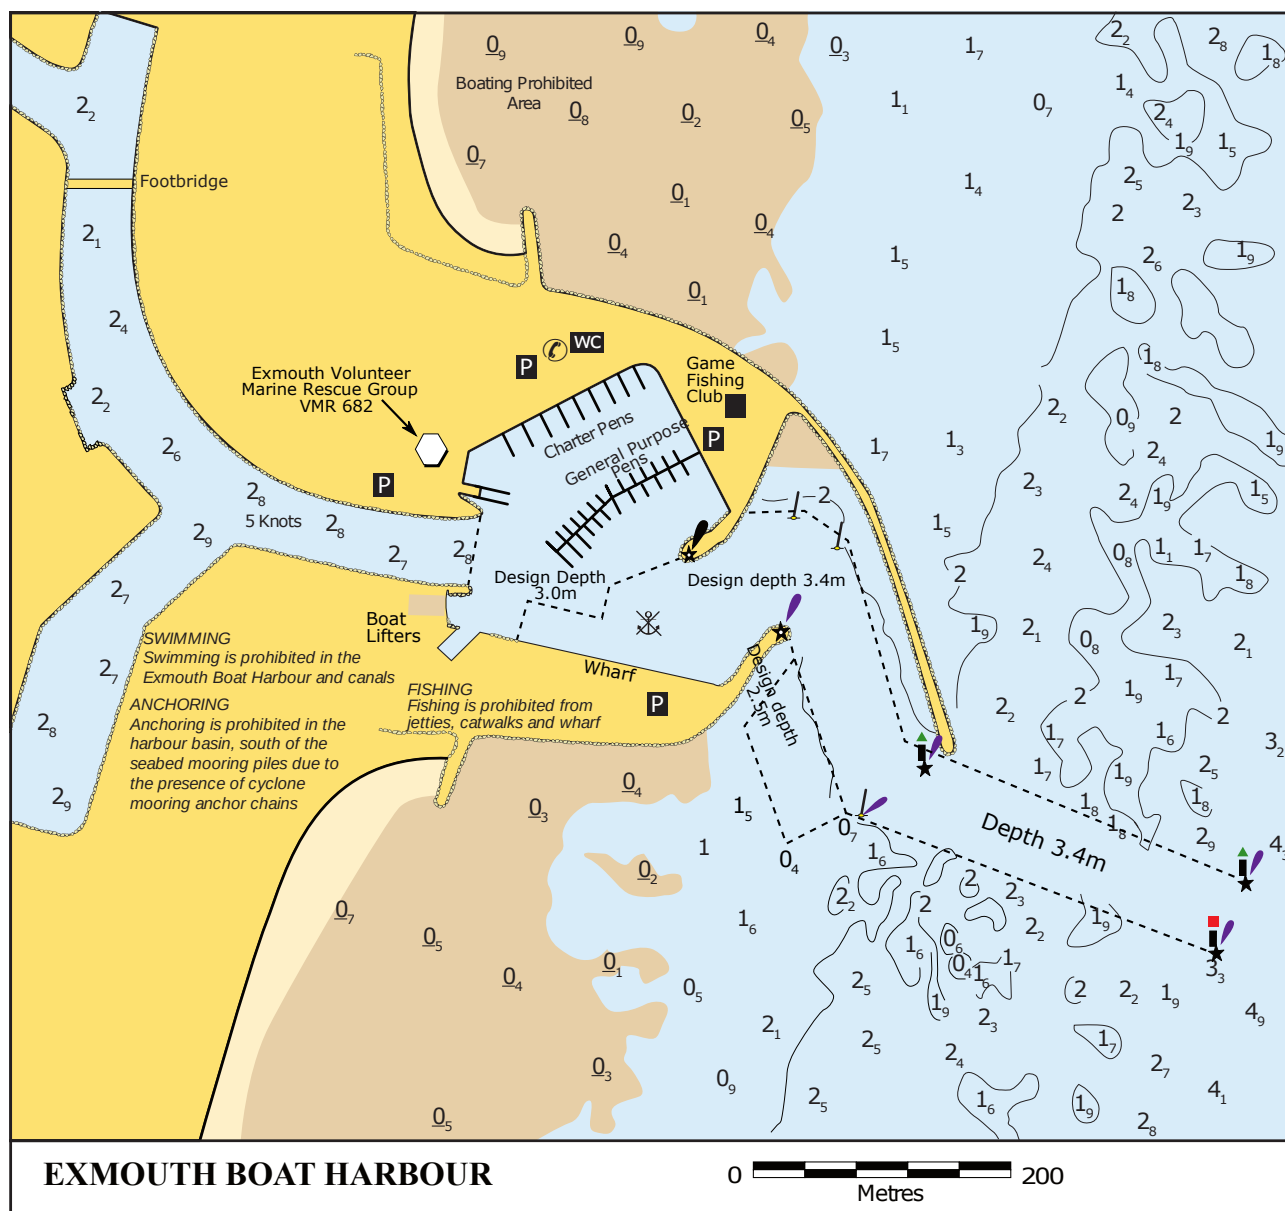 Boating Prohibited
Area
Footbridge
WC
P
Exmouth Volunteer
Marine Rescue Group
VMR 682
Game
Fishing
Club
P
Charter Pens
General Purpose
Pens
P
5 Knots
Design Depth
3.0m
Design depth 3.4m
Boat
Lifters
Wharf
P
Design depth
2.5m
SWIMMING
Swimming is prohibited in the
Exmouth Boat Harbour and canals
ANCHORING
Anchoring is prohibited in the
harbour basin, south of the
seabed mooring piles due to
the presence of cyclone
mooring anchor chains
FISHING
Fishing is prohibited from
jetties, catwalks and wharf
Depth 3.4m
EXMOUTH BOAT HARBOUR
0 200
Metres